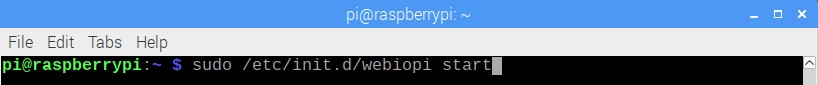 pi@raspberrypi: ~
File Edit Tabs Help
pi@raspberrypi:~ $ sudo /etc/init.d/webiopi start